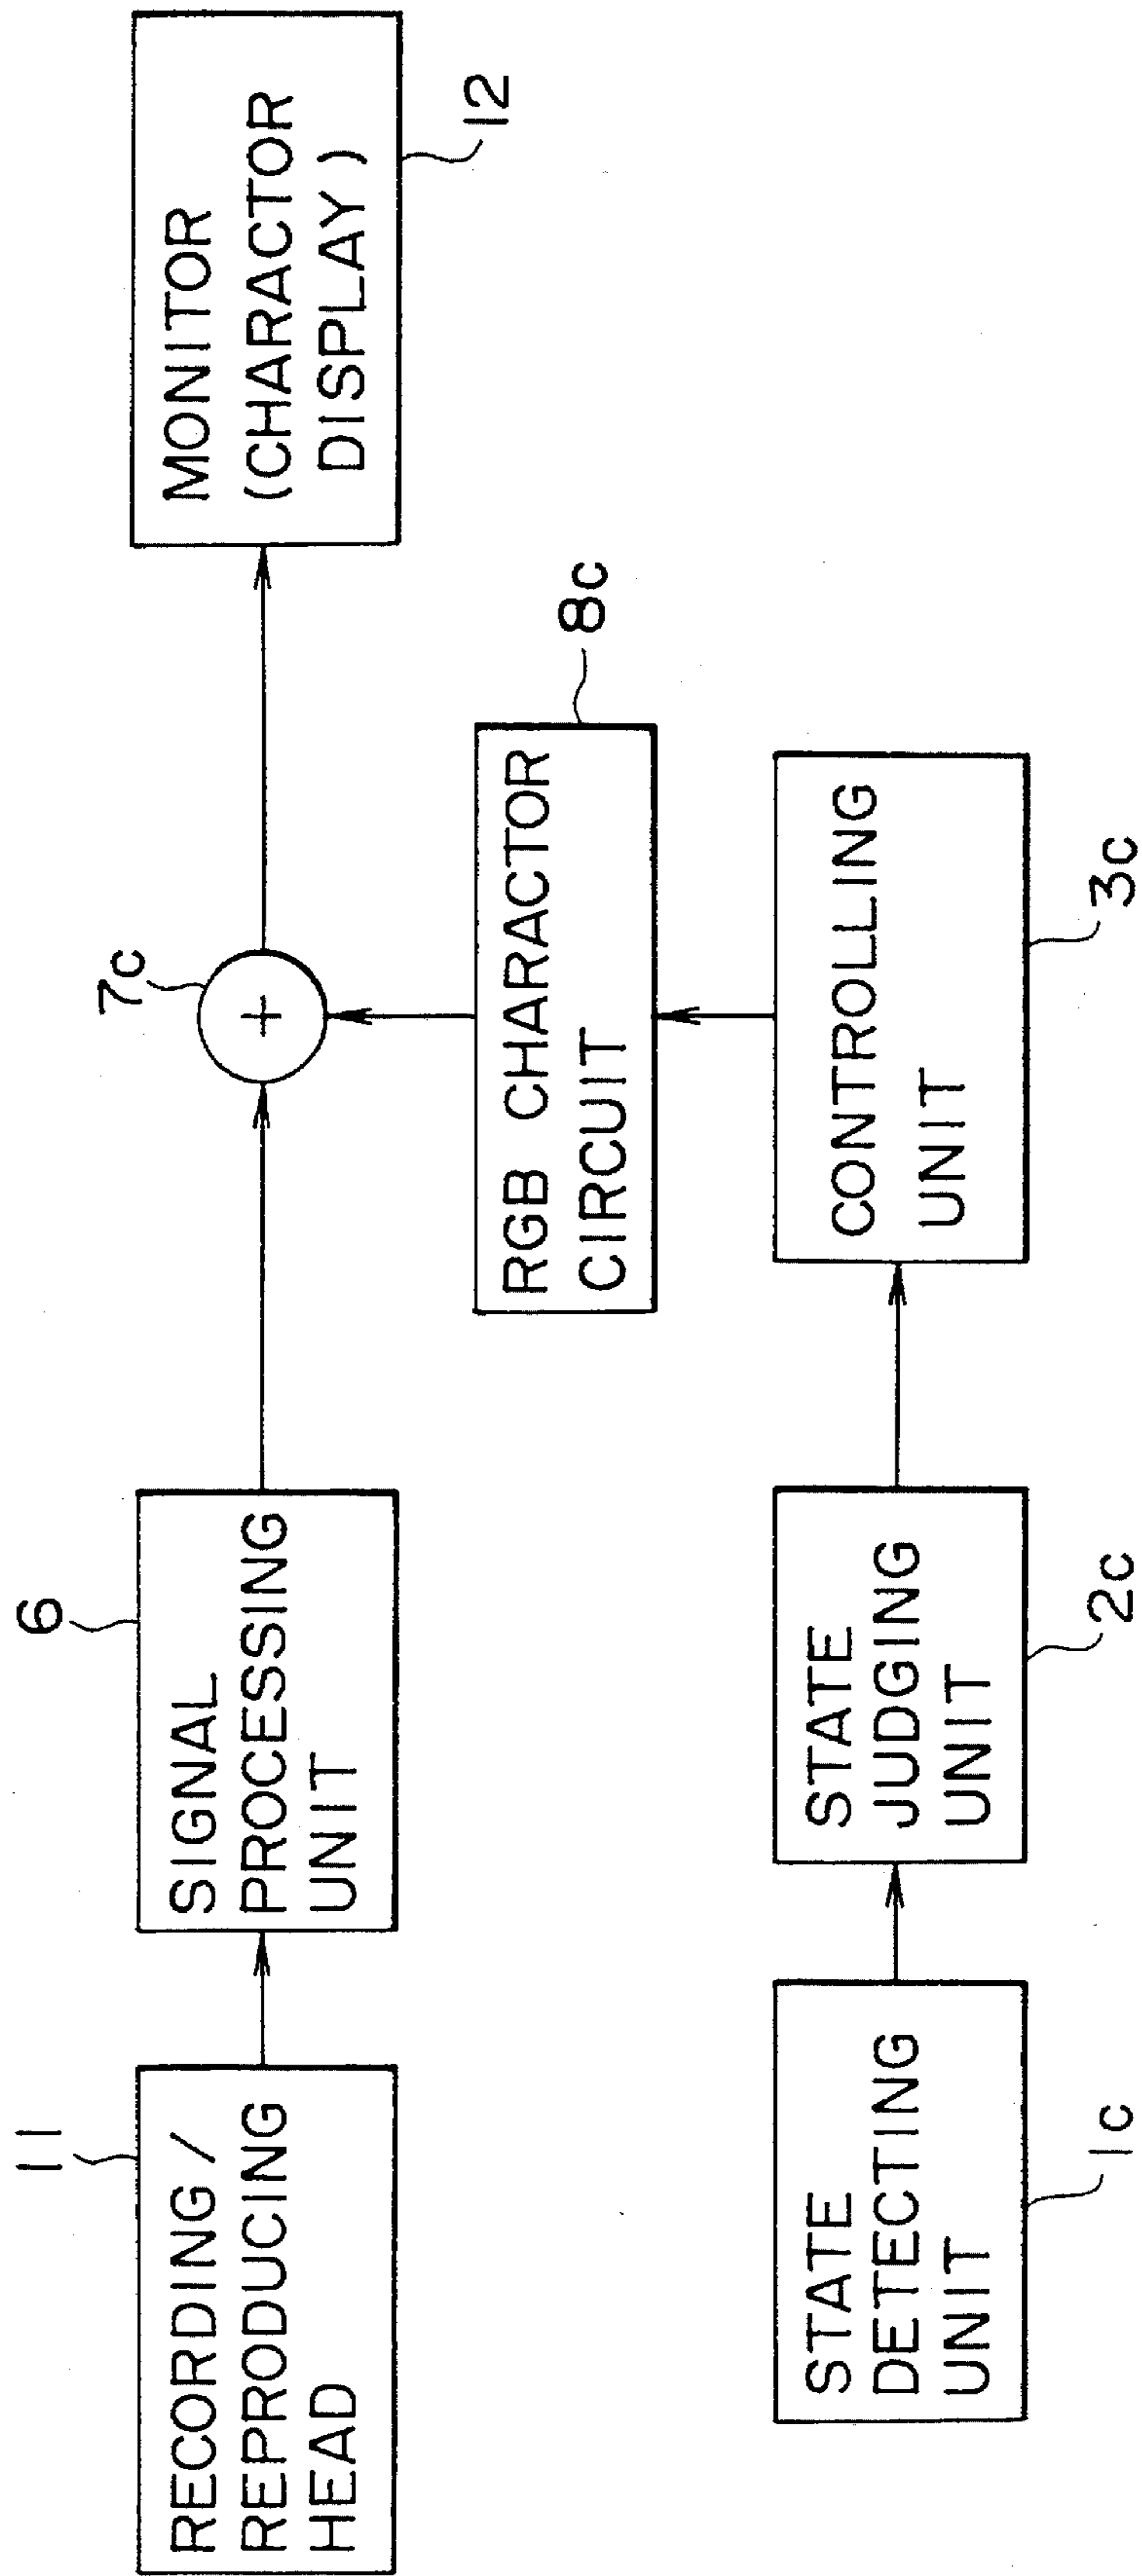 11
RECORDING/
REPRODUCING
HEAD
6
SIGNAL
PROCESSING
UNIT
7c
+
MONITOR
(CHARACTOR
DISPLAY)
12
RGB CHARACTOR
CIRCUIT
8c
STATE
DETECTING
UNIT
1c
STATE
JUDGING
UNIT
2c
CONTROLLING
UNIT
3c